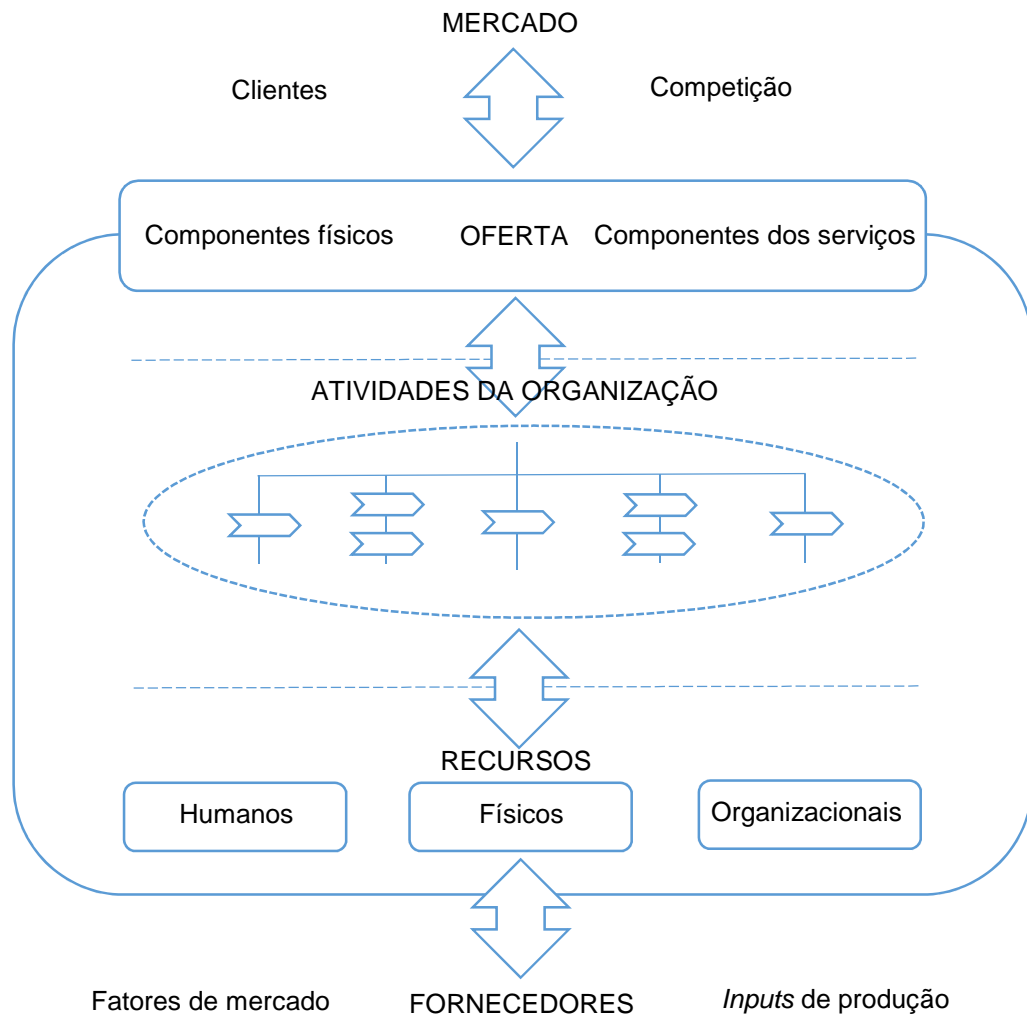 MERCADO
Clientes
Competição
Componentes físicos
OFERTA
Componentes dos serviços
ATIVIDADES DA ORGANIZAÇÃO
RECURSOS
Humanos
Físicos
Organizacionais
Fatores de mercado
FORNECEDORES
Inputs de produção